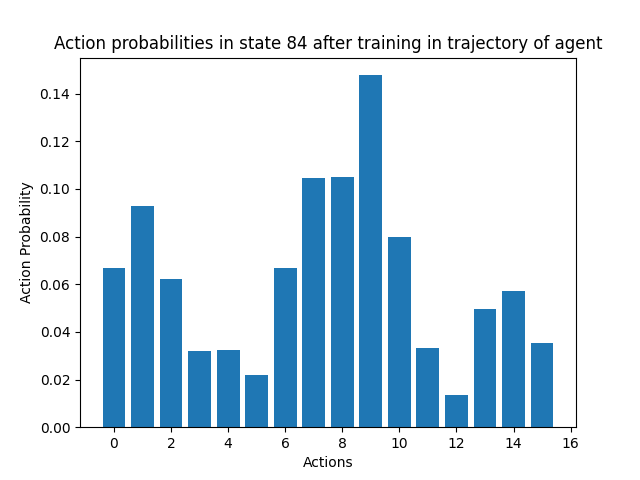 Action probabilities in state 84 after training in trajectory of agent
Action Probability
0.14
0.12
0.10
0.08
0.06
0.04
0.02
0.00
0 2 4 6 8 10 12 14 16
Actions